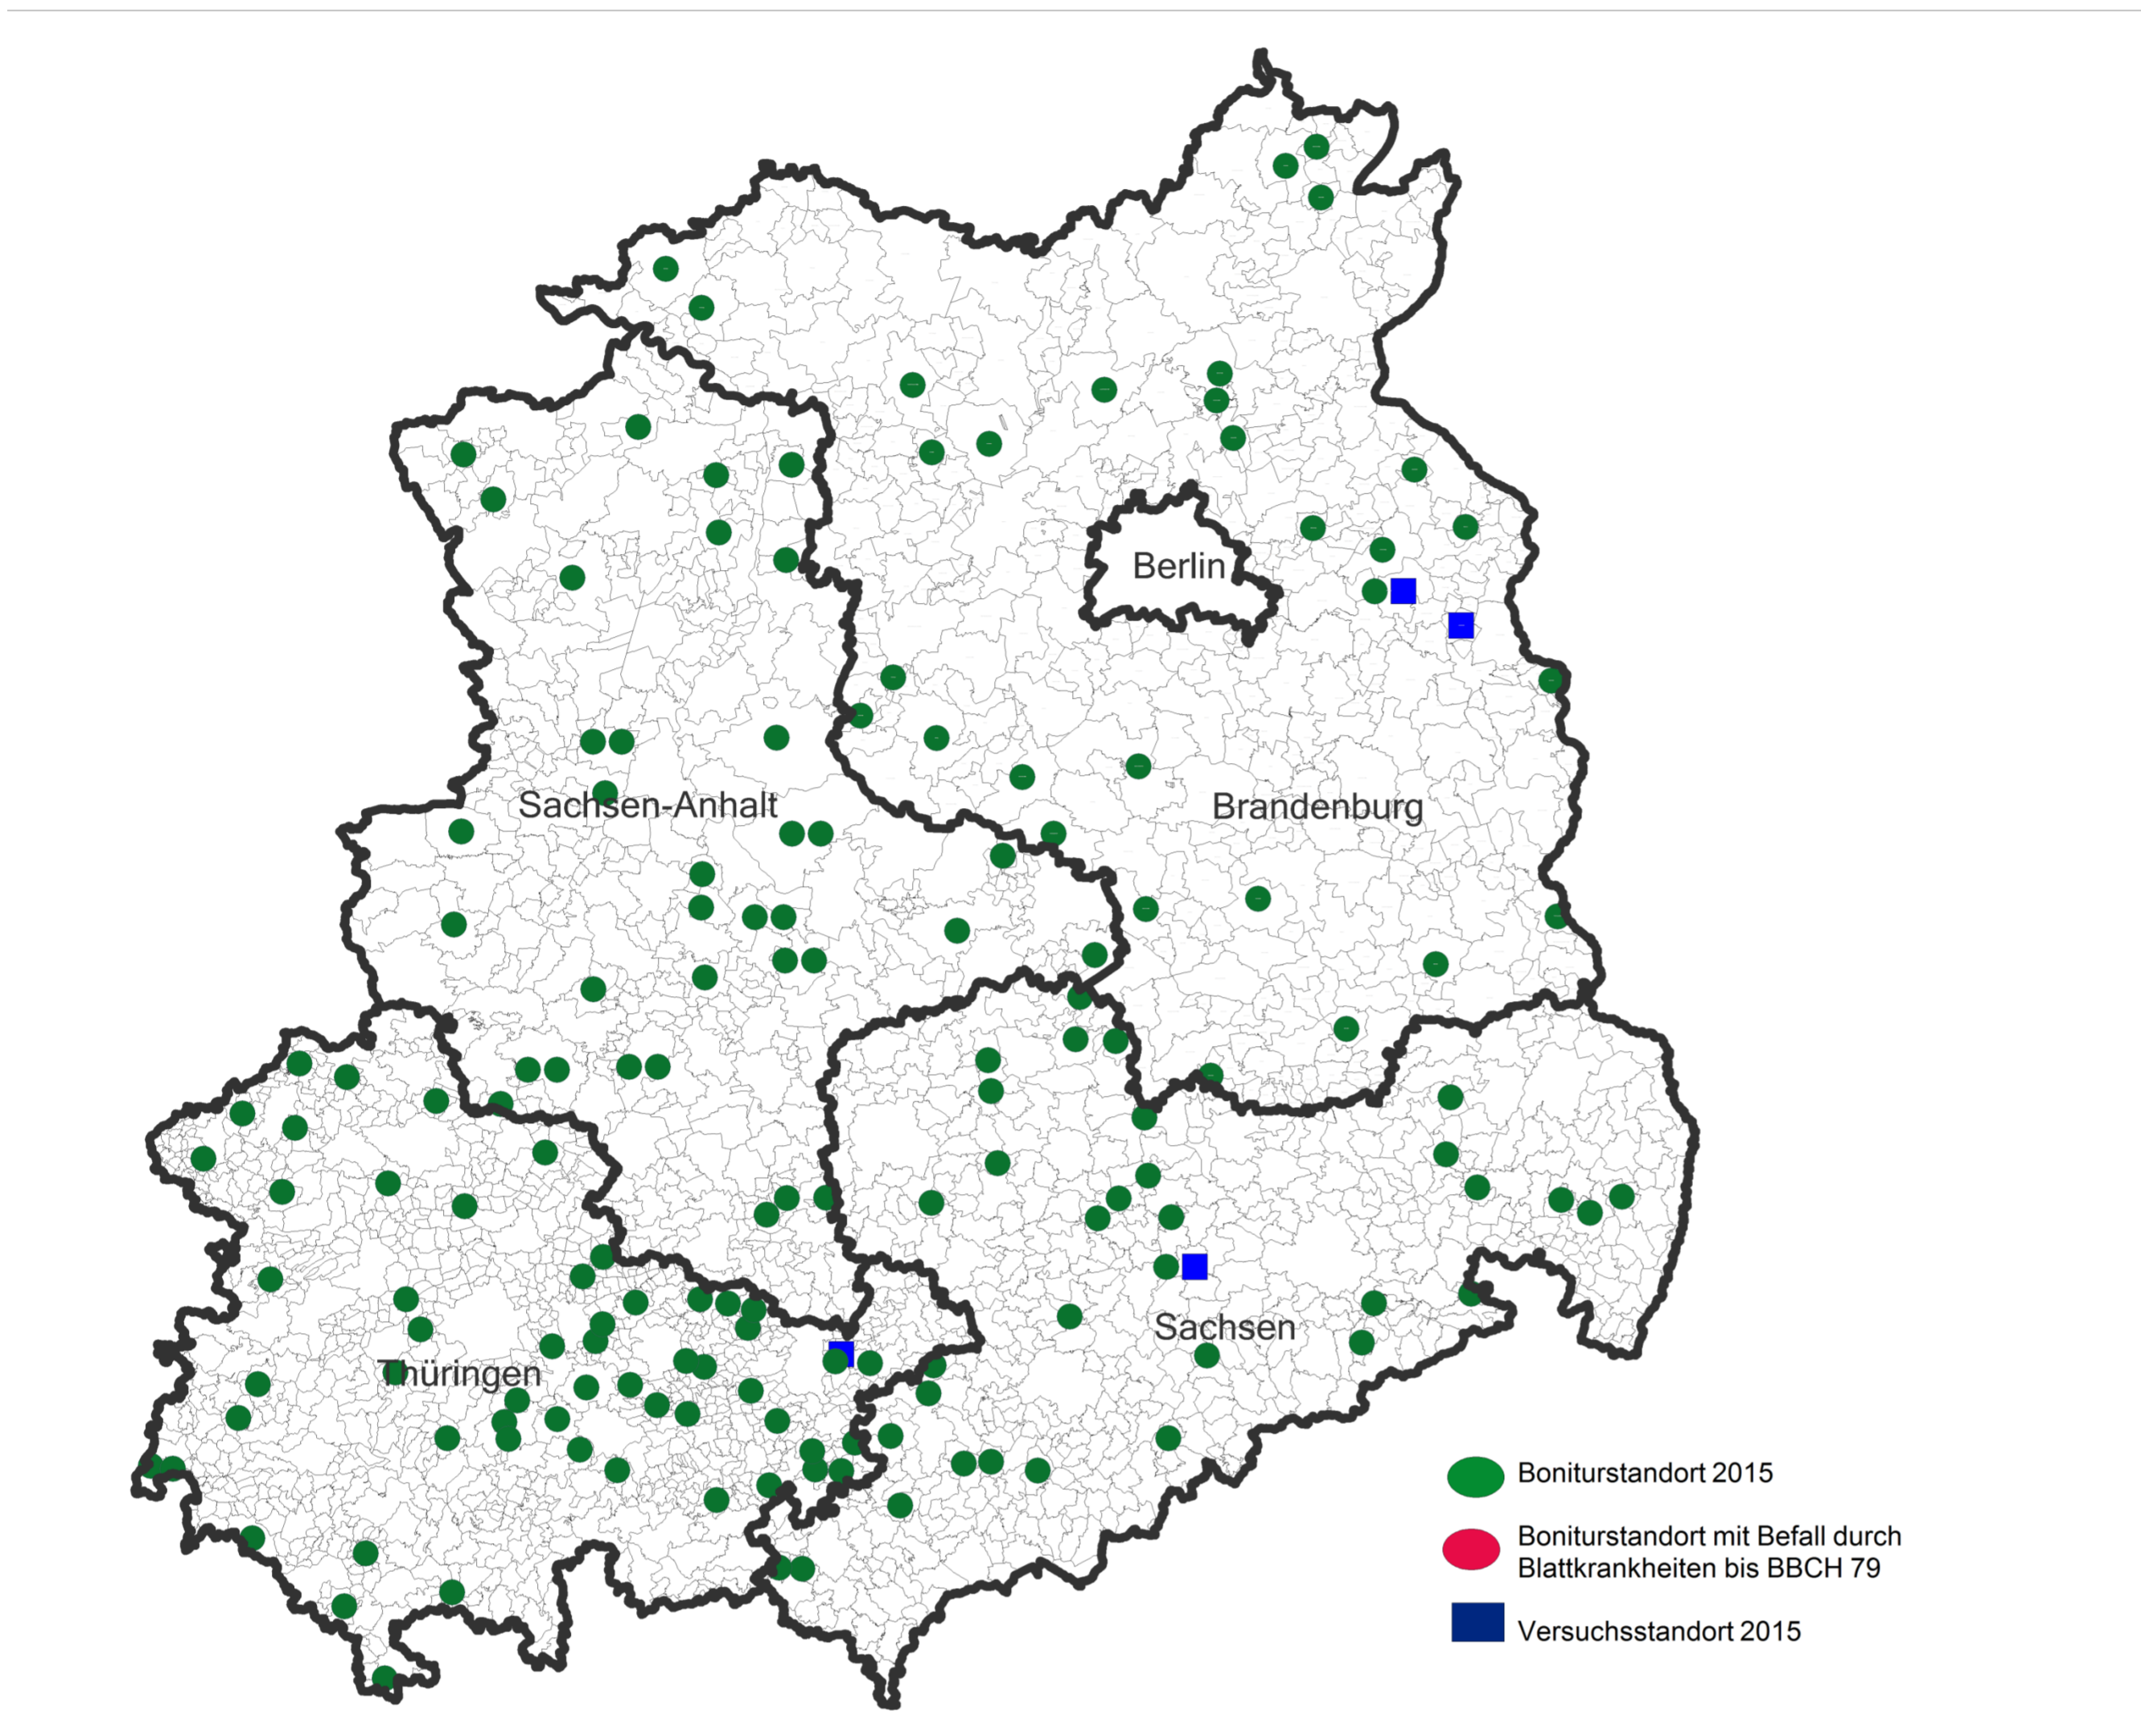 Berlin
Sachsen-Anhalt
Brandenburg
Sachsen
Thüringen
Boniturstandort 2015
Boniturstandort mit Befall durch
Blattkrankheiten bis BBCH 79
Versuchsstandort 2015